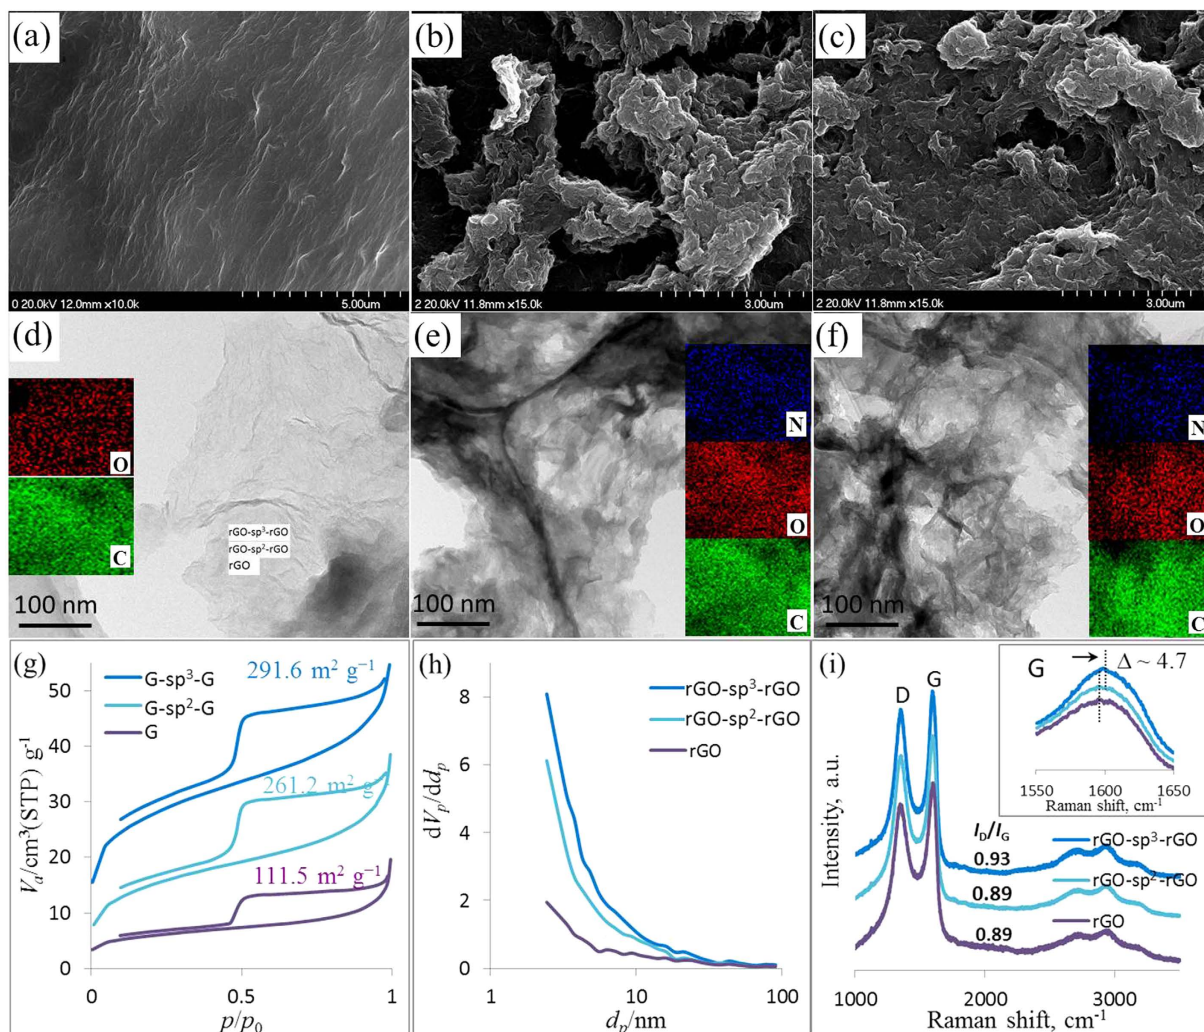 (a)
(b)
(c)
0 20.0kV 12.0mm x10.0k 5.00um
2 20.0kV 11.8mm x15.0k 3.00um
2 20.0kV 11.8mm x15.0k 3.00um
(d)
O
C
rGO-sp³-rGO
rGO-sp²-rGO
rGO
100 nm
(e)
N
O
C
100 nm
(f)
N
O
C
100 nm
(g)
G-sp³-G
G-sp²-G
G
291.6 m² g⁻¹
261.2 m² g⁻¹
111.5 m² g⁻¹
Vₐ/cm³(STP) g⁻¹
50
40
30
20
10
0
0
0.5
1
p/p₀
(h)
rGO-sp³-rGO
rGO-sp²-rGO
rGO
dVₚ/ddₚ
8
6
4
2
0
1
10
100
dₚ/nm
(i)
D
G
G
Δ ~ 4.7
1550
1600
1650
Raman shift, cm⁻¹
I_D/I_G
0.93
0.89
0.89
rGO-sp³-rGO
rGO-sp²-rGO
rGO
Intensity, a.u.
1000
2000
3000
Raman shift, cm⁻¹